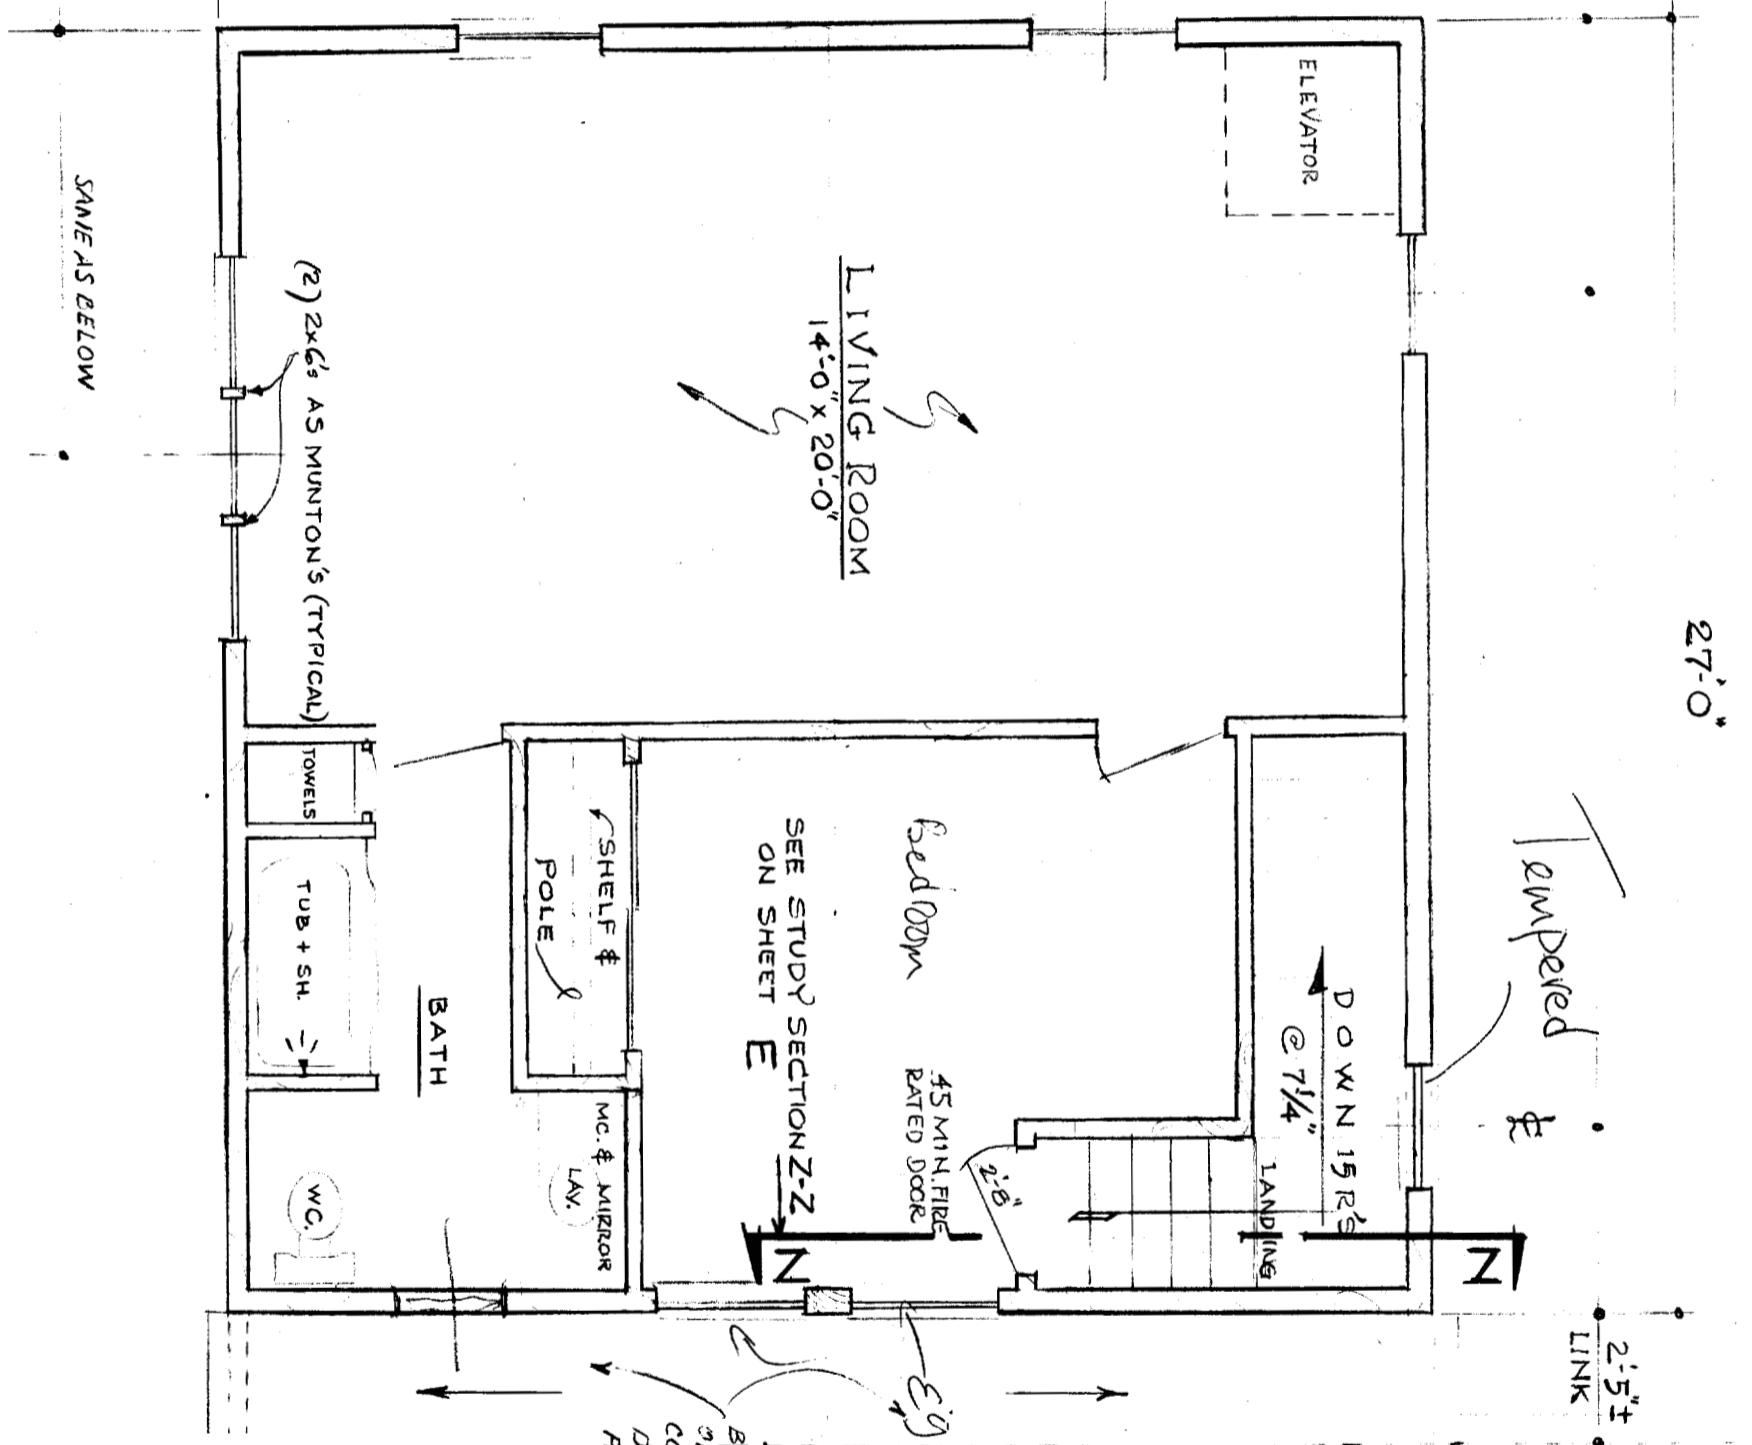 ELEVATOR
LIVING ROOM
14'-0" x 20'-0"
(2) 2x6's AS MUNTON'S (TYPICAL)
SAME AS BELOW
27'-0"
Tempered
TOWELS
TUB + SH.
BATH
SHELF &
POLE
Bedroom
SEE STUDY SECTION Z-Z
ON SHEET E
45 MIN. FIRE
RATED DOOR
2'-8"
DOWN 15 R'S
@ 7 1/4"
LANDING
MC. & MIRROR
LAV.
W.C.
Z
Z
2'-5"±
LINK